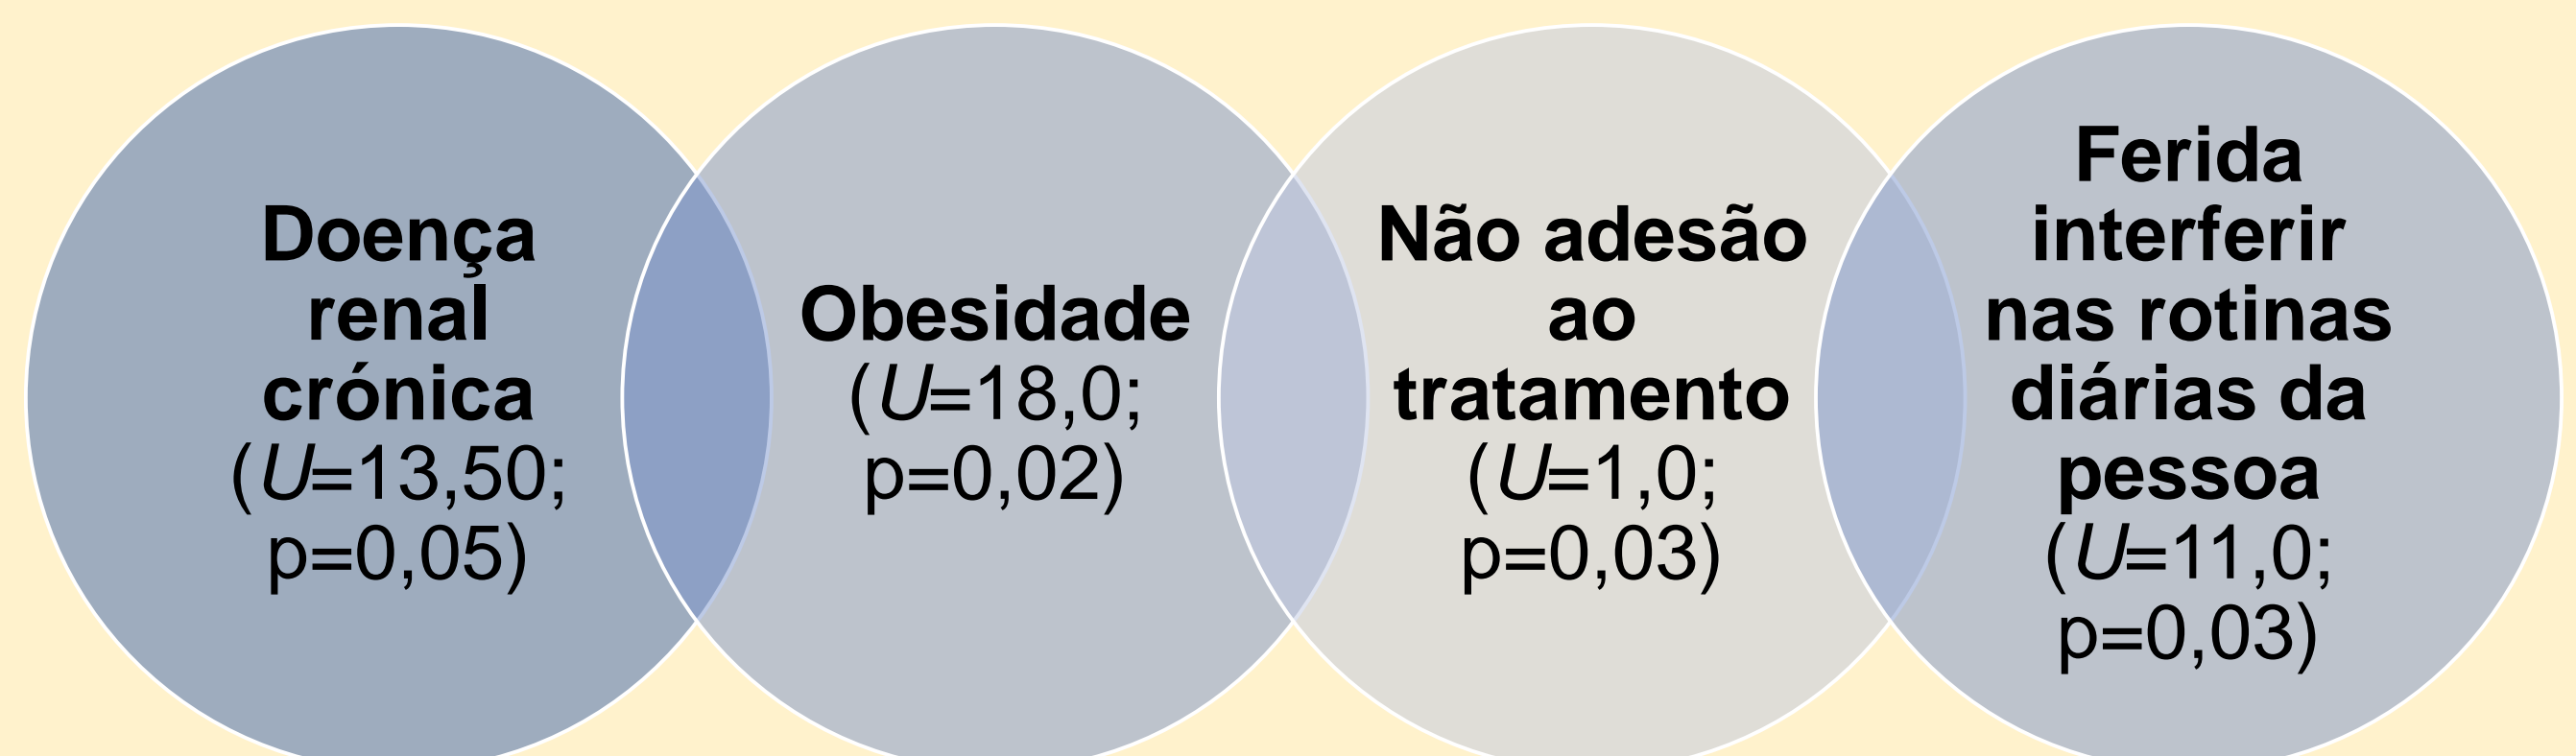 Doença
renal
crónica
(U=13,50;
p=0,05)
Obesidade
(U=18,0;
p=0,02)
Não adesão
ao
tratamento
(U=1,0;
p=0,03)
Ferida
interferir
nas rotinas
diárias da
pessoa
(U=11,0;
p=0,03)